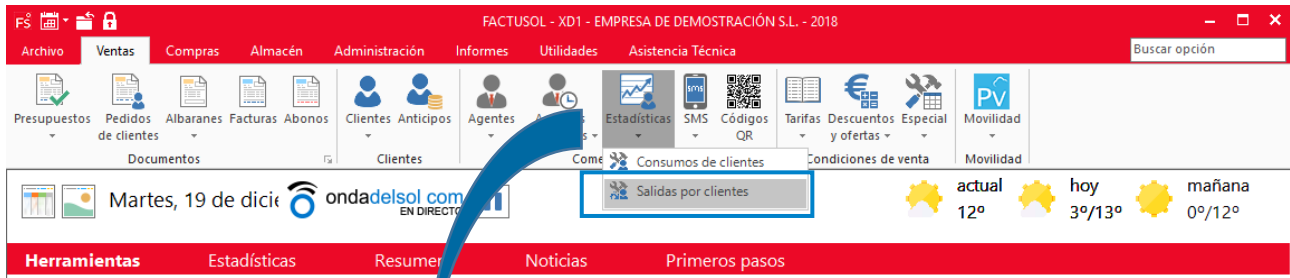 FS FACTUSOL - XD1 - EMPRESA DE DEMOSTRACIÓN S.L. - 2018
Archivo Ventas Compras Almacén Administración Informes Utilidades Asistencia Técnica Buscar opción
Presupuestos Pedidos Albaranes Facturas Abonos Clientes Anticipos Agentes Estadísticas SMS Códigos Tarifas Descuentos Especial Movilidad
de clientes QR y ofertas
Documentos Clientes Condiciones de venta Movilidad
Consumos de clientes
Salidas por clientes
Martes, 19 de ondadelsol com actual hoy mañana
EN DIRECTO 12º 3º/13º 0º/12º
Herramientas Estadísticas Resumen Noticias Primeros pasos